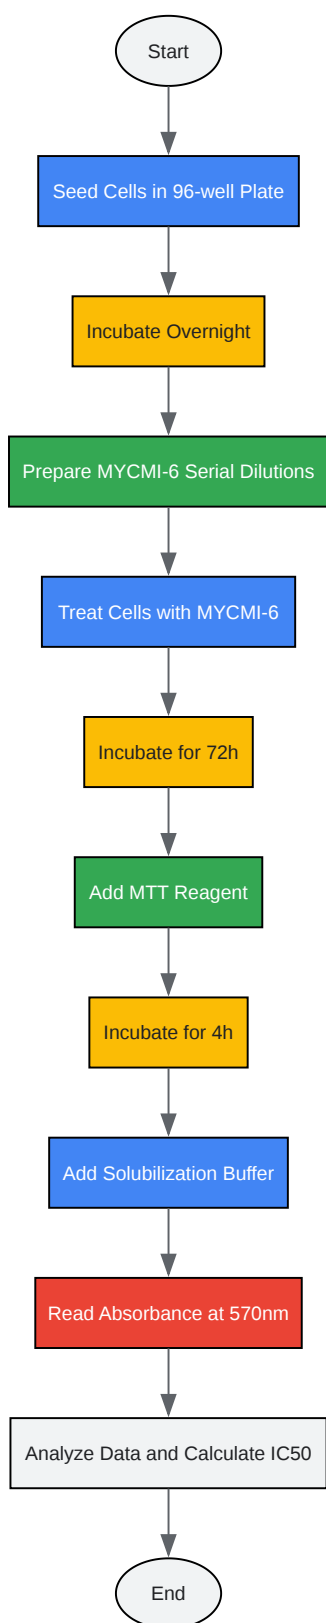 Start
Seed Cells in 96-well Plate
Incubate Overnight
Prepare MYCMI-6 Serial Dilutions
Treat Cells with MYCMI-6
Incubate for 72h
Add MTT Reagent
Incubate for 4h
Add Solubilization Buffer
Read Absorbance at 570nm
Analyze Data and Calculate IC50
End